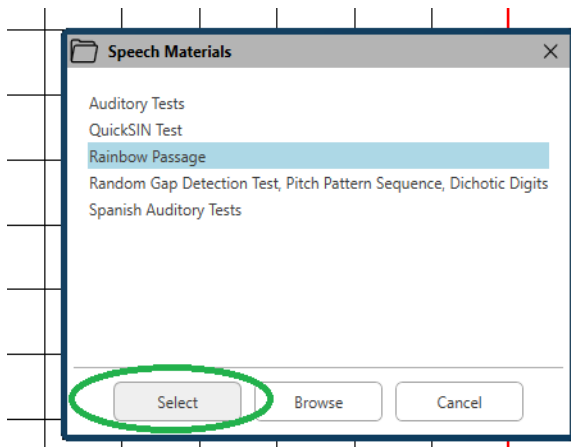 Speech Materials
Auditory Tests
QuickSIN Test
Rainbow Passage
Random Gap Detection Test, Pitch Pattern Sequence, Dichotic Digits
Spanish Auditory Tests
Select Browse Cancel